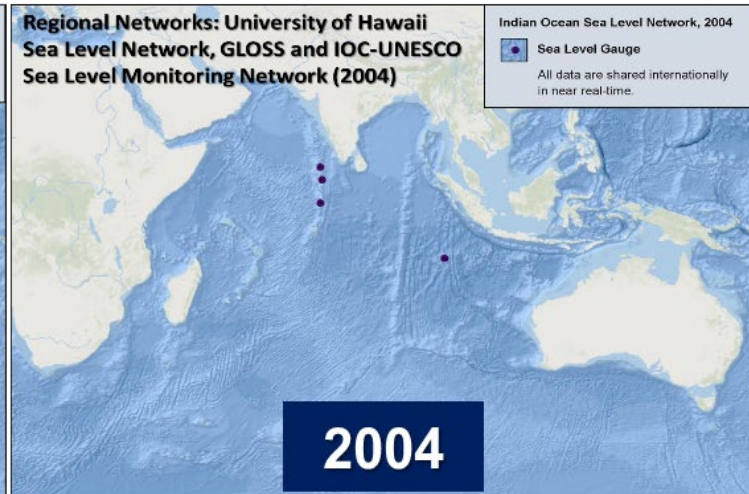 Regional Networks: University of Hawaii
Sea Level Network, GLOSS and IOC-UNESCO
Sea Level Monitoring Network (2004)
Indian Ocean Sea Level Network, 2004
Sea Level Gauge
All data are shared internationally
in near real-time.
2004